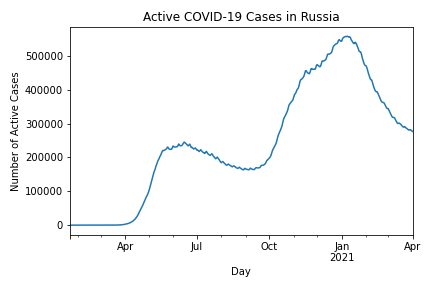 Active COVID-19 Cases in Russia
Number of Active Cases
500000
400000
300000
200000
100000
0
Apr
Jul
Oct
Jan
2021
Apr
Day